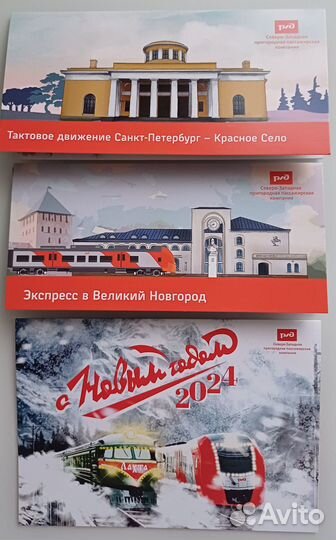 РЖД
Северо-Западная
пригородная пассажирская
компания
Тактовое движение Санкт-Петербург – Красное Село
РЖД
Северо-Западная
пригородная пассажирская
компания
Экспресс в Великий Новгород
РЖД
Северо-Западная
пригородная пассажирская
компания
с Новым годом
2024
Ладога
Avito